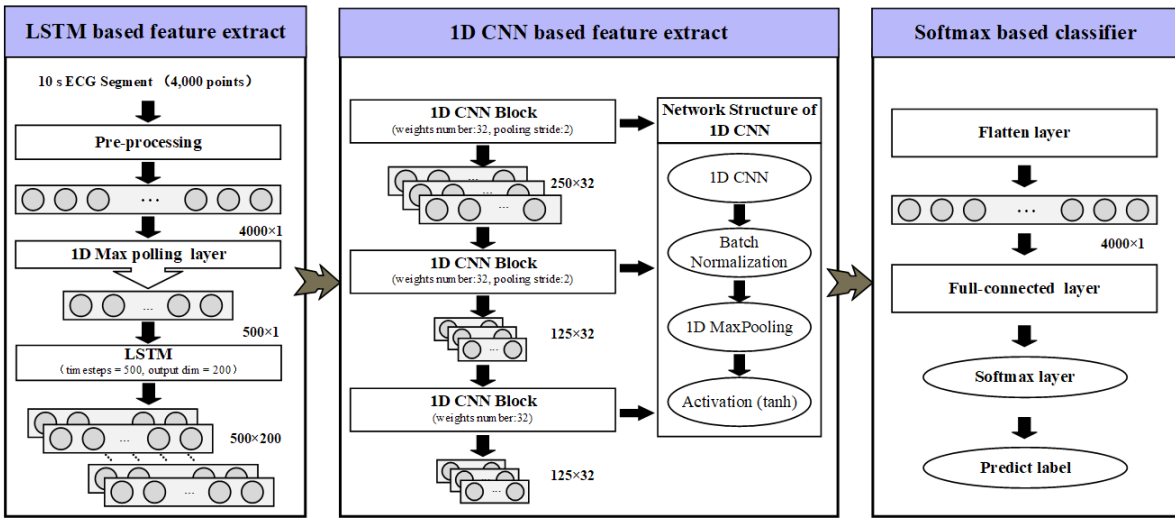 LSTM based feature extract
10 s ECG Segment （4,000 points）
Pre-processing
...
4000×1
1D Max polling layer
...
500×1
LSTM
（timesteps = 500, output dim = 200）
...
500×200
...
1D CNN based feature extract
1D CNN Block
(weights number:32, pooling stride:2)
...
...
...
250×32
1D CNN Block
(weights number:32, pooling stride:2)
...
...
...
125×32
1D CNN Block
(weights number:32)
...
...
...
125×32
Network Structure of
1D CNN
1D CNN
Batch
Normalization
1D MaxPooling
Activation (tanh)
Softmax based classifier
Flatten layer
...
4000×1
Full-connected layer
Softmax layer
Predict label